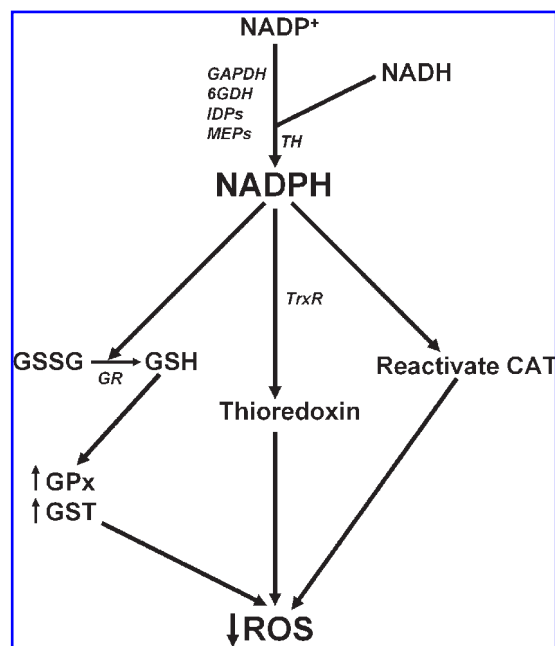 NADP⁺
GAPDH
6GDH
IDPs
MEPs
NADH
TH
NADPH
TrxR
GSSG
GR
GSH
Reactivate CAT
Thioredoxin
↑GPx
↑GST
↓ROS